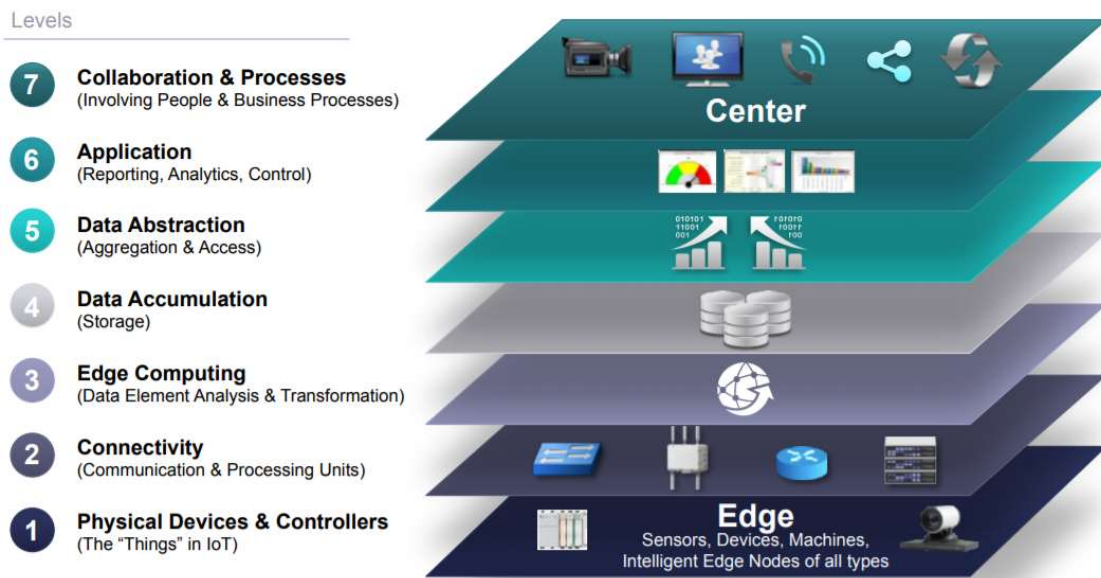 Levels
7
Collaboration & Processes
(Involving People & Business Processes)
6
Application
(Reporting, Analytics, Control)
5
Data Abstraction
(Aggregation & Access)
4
Data Accumulation
(Storage)
3
Edge Computing
(Data Element Analysis & Transformation)
2
Connectivity
(Communication & Processing Units)
1
Physical Devices & Controllers
(The “Things” in IoT)
Center
010101
11001
001
Edge
Sensors, Devices, Machines,
Intelligent Edge Nodes of all types